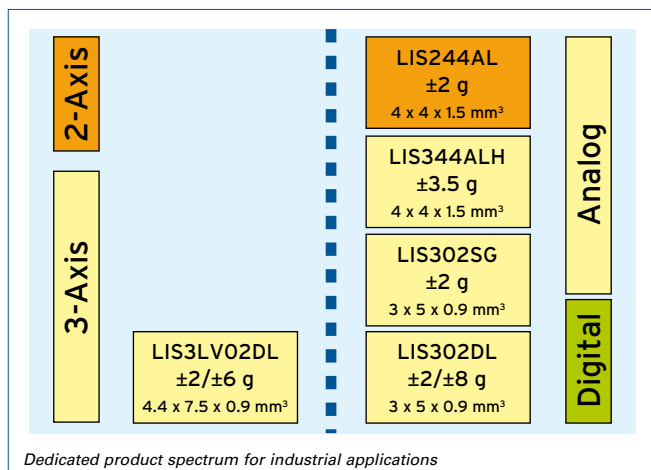 2-Axis
3-Axis
LIS3LV02DL
±2/±6 g
4.4 x 7.5 x 0.9 mm³
LIS244AL
±2 g
4 x 4 x 1.5 mm³
LIS344ALH
±3.5 g
4 x 4 x 1.5 mm³
LIS302SG
±2 g
3 x 5 x 0.9 mm³
LIS302DL
±2/±8 g
3 x 5 x 0.9 mm³
Analog
Digital
Dedicated product spectrum for industrial applications